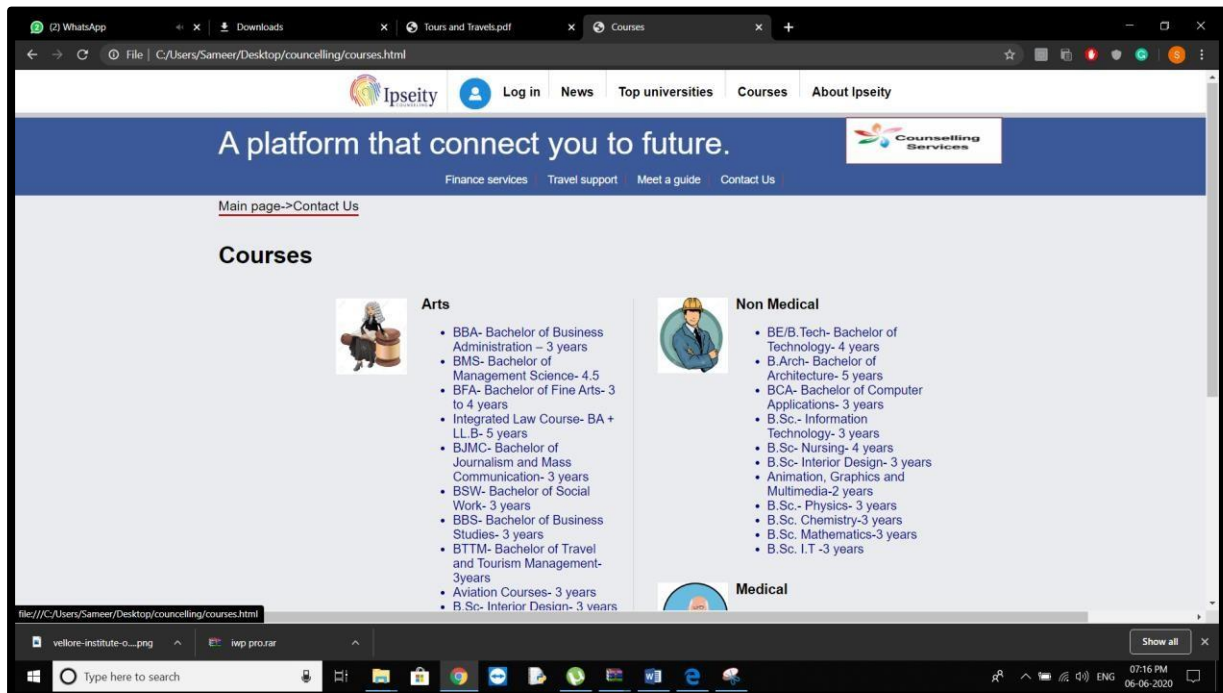 (2) WhatsApp
Downloads
Tours and Travels.pdf
Courses
File | C:/Users/Sameer/Desktop/councelling/courses.html
S
Ipseity
Log in
News
Top universities
Courses
About Ipseity
A platform that connect you to future.
Counselling
Services
Finance services
Travel support
Meet a guide
Contact Us
Main page->Contact Us
Courses
Arts
• BBA- Bachelor of Business
Administration – 3 years
• BMS- Bachelor of
Management Science- 4.5
• BFA- Bachelor of Fine Arts- 3
to 4 years
• Integrated Law Course- BA +
LL.B- 5 years
• BJMC- Bachelor of
Journalism and Mass
Communication- 3 years
• BSW- Bachelor of Social
Work- 3 years
• BBS- Bachelor of Business
Studies- 3 years
• BTTM- Bachelor of Travel
and Tourism Management-
3years
• Aviation Courses- 3 years
• B.Sc- Interior Design- 3 years
Non Medical
• BE/B.Tech- Bachelor of
Technology- 4 years
• B.Arch- Bachelor of
Architecture- 5 years
• BCA- Bachelor of Computer
Applications- 3 years
• B.Sc.- Information
Technology- 3 years
• B.Sc- Nursing- 4 years
• B.Sc- Interior Design- 3 years
• Animation, Graphics and
Multimedia-2 years
• B.Sc.- Physics- 3 years
• B.Sc. Chemistry-3 years
• B.Sc. Mathematics-3 years
• B.Sc. I.T -3 years
Medical
file:///C:/Users/Sameer/Desktop/councelling/courses.html
vellore-institute-o....png
iwp pro.rar
Show all
Type here to search
ENG
07:16 PM
06-06-2020